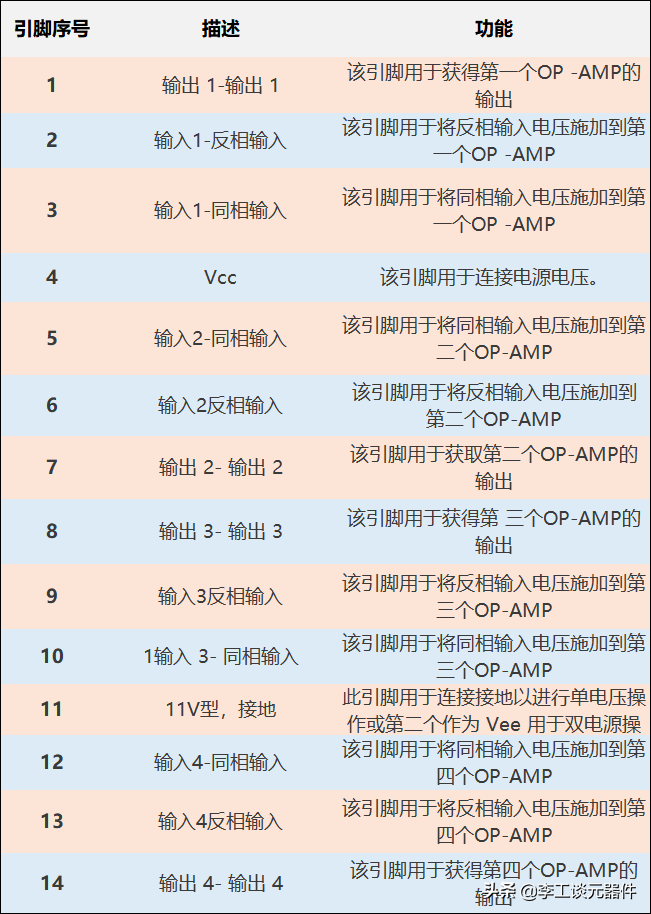 引脚序号 描述 功能
1 输出 1-输出 1 该引脚用于获得第一个OP -AMP的
输出
2 输入1-反相输入 该引脚用于将反相输入电压施加到第
一个OP -AMP
3 输入1-同相输入 该引脚用于将同相输入电压施加到第
一个OP -AMP
4 Vcc 该引脚用于连接电源电压。
5 输入2-同相输入 该引脚用于将同相输入电压施加到第
二个OP-AMP
6 输入2反相输入 该引脚用于将反相输入电压施加到
第二个OP-AMP
7 输出 2- 输出 2 该引脚用于获取第二个OP-AMP的
输出
8 输出 3- 输出 3 该引脚用于获得第 三个OP-AMP的
输出
9 输入3反相输入 该引脚用于将反相输入电压施加到第
三个OP-AMP
10 1输入 3- 同相输入 该引脚用于将同相输入电压施加到第
三个OP-AMP
11 11V型，接地 此引脚用于连接接地以进行单电压操
作或第二个作为 Vee 用于双电源操
12 输入4-同相输入 该引脚用于将同相输入电压施加到第
四个OP-AMP
13 输入4反相输入 该引脚用于将反相输入电压施加到第
四个OP-AMP
14 输出 4- 输出 4 该引脚用于获得第四个OP-AMP的
输出
头条 @李工谈元器件